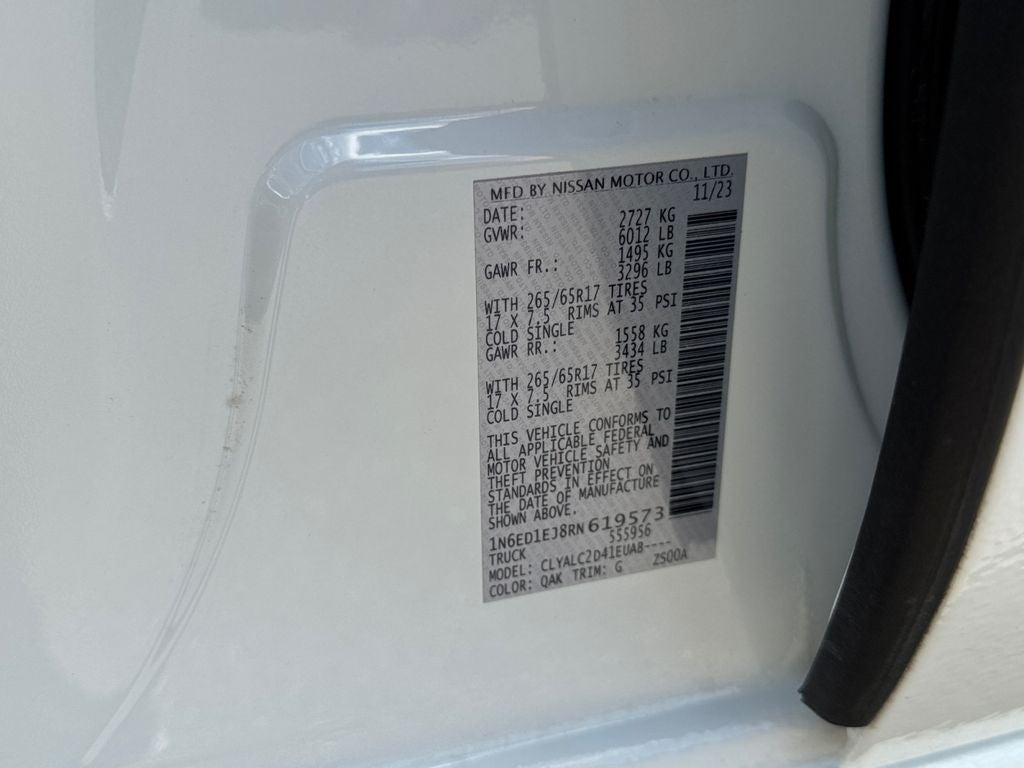 MFD BY NISSAN MOTOR CO., LTD.
DATE: 11/23
GVWR: 2727 KG
6012 LB
GAWR FR.: 1495 KG
3296 LB
WITH 265/65R17 TIRES
17 X 7.5 RIMS AT 35 PSI
COLD SINGLE
GAWR RR.: 1558 KG
3434 LB
WITH 265/65R17 TIRES
17 X 7.5 RIMS AT 35 PSI
COLD SINGLE
THIS VEHICLE CONFORMS TO
ALL APPLICABLE FEDERAL
MOTOR VEHICLE SAFETY AND
THEFT PREVENTION
STANDARDS IN EFFECT ON
THE DATE OF MANUFACTURE
SHOWN ABOVE.
1N6ED1EJ8RN619573
TRUCK 555956
MODEL: CLYALC2D41EUAB----
COLOR: QAK TRIM: G ZS00A